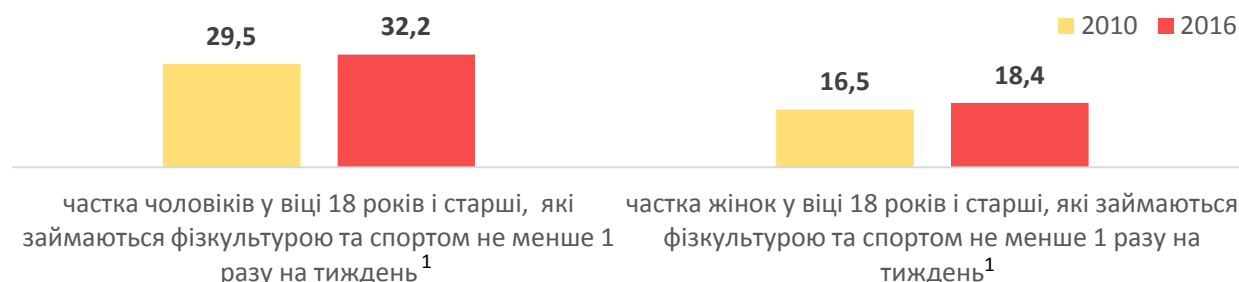 2010 2016
29,5 32,2
16,5 18,4
частка чоловіків у віці 18 років і старші, які
займаються фізкультурою та спортом не менше 1
разу на тиждень 1
частка жінок у віці 18 років і старші, які займаються
фізкультурою та спортом не менше 1 разу на
тиждень1